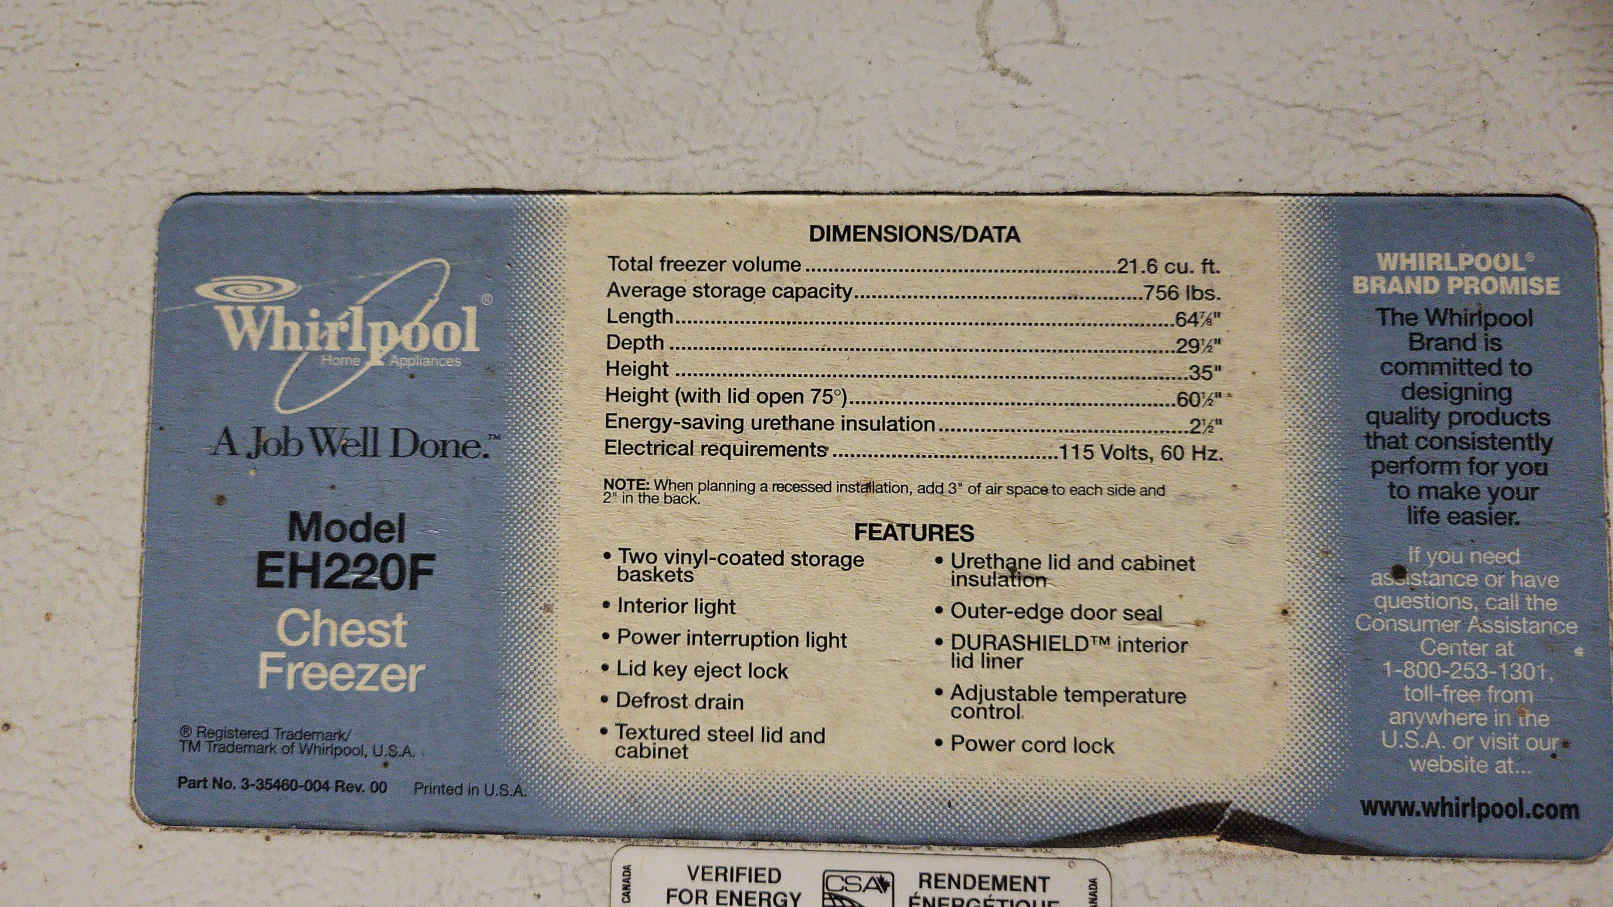 Whirlpool®
Home Appliances
A Job Well Done.™
Model
EH220F
Chest
Freezer
® Registered Trademark/
TM Trademark of Whirlpool, U.S.A.
Part No. 3-35460-004 Rev. 00 Printed in U.S.A.
DIMENSIONS/DATA
Total freezer volume....................21.6 cu. ft.
Average storage capacity....................756 lbs.
Length....................64⅞"
Depth....................29½"
Height....................35"
Height (with lid open 75°)....................60½"
Energy-saving urethane insulation....................2½"
Electrical requirements....................115 Volts, 60 Hz.
NOTE: When planning a recessed installation, add 3" of air space to each side and
2" in the back.
FEATURES
• Two vinyl-coated storage
baskets
• Interior light
• Power interruption light
• Lid key eject lock
• Defrost drain
• Textured steel lid and
cabinet
• Urethane lid and cabinet
insulation
• Outer-edge door seal
• DURASHIELD™ interior
lid liner
• Adjustable temperature
control
• Power cord lock
WHIRLPOOL®
BRAND PROMISE
The Whirlpool
Brand is
committed to
designing
quality products
that consistently
perform for you
to make your
life easier.
If you need
assistance or have
questions, call the
Consumer Assistance
Center at
1-800-253-1301,
toll-free from
anywhere in the
U.S.A. or visit our
website at...
www.whirlpool.com
CANADA
VERIFIED
FOR ENERGY
CSA
RENDEMENT
ÉNERGÉTIQUE